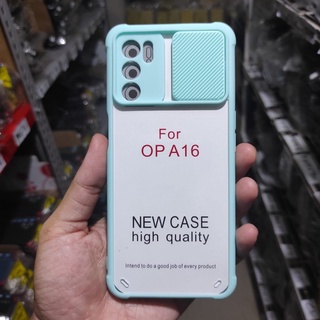 For
OP A16
NEW CASE
high quality
Intend to do a good job of every product